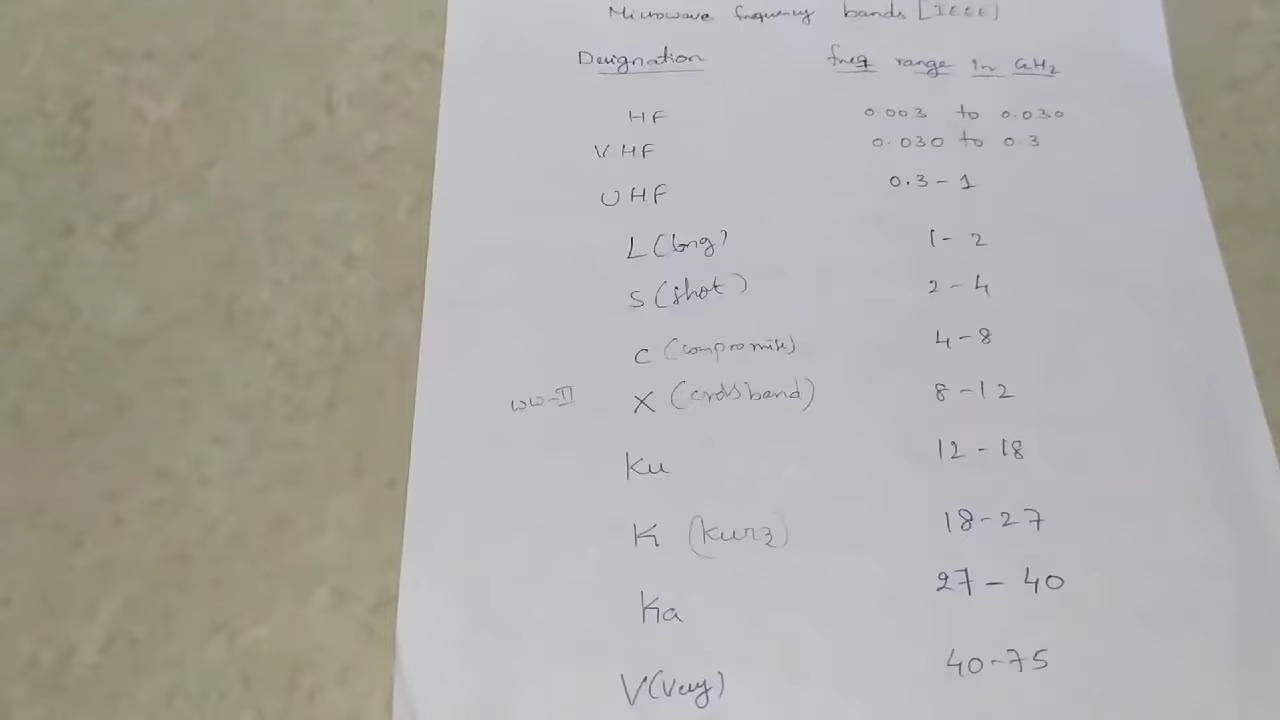 Microwave frequency bands [IEEE]
Designation freq range in GHz
HF 0.003 to 0.030
VHF 0.030 to 0.3
UHF 0.3 - 1
L (long) 1 - 2
S (shot) 2 - 4
C (compromise) 4 - 8
WW-II X (crossband) 8 - 12
Ku 12 - 18
K (Kurz) 18 - 27
Ka 27 - 40
V (Very) 40 - 75